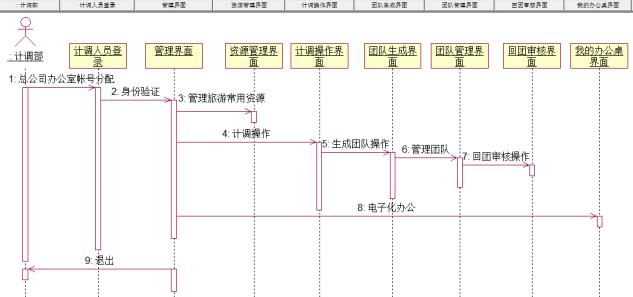 : 计调部
计调人员登录
管理界面
资源管理界面
计调操作界面
团队生成界面
团队管理界面
回团审核界面
我的办公桌界面
: 计调部
计调人员登
录
管理界面
资源管理界
面
计调操作界
面
团队生成界
面
团队管理界
面
回团审核界
面
我的办公桌
界面
1: 总公司办公室帐号分配
2: 身份验证
3: 管理旅游常用资源
4: 计调操作
5: 生成团队操作
6: 管理团队
7: 回团审核操作
8: 电子化办公
9: 退出